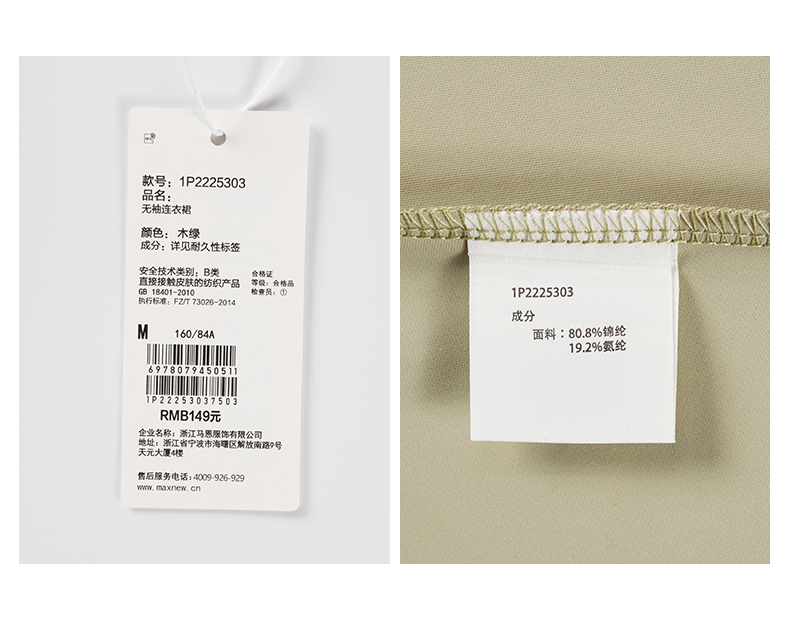 款号：1P2225303
品名：
无袖连衣裙
颜色：木绿
成分：详见耐久性标签
安全技术类别：B类
直接接触皮肤的纺织产品
GB 18401-2010
执行标准：FZ/T 73026-2014
合格证
等级：合格品
检查员：①
M 160/84A
6978079450511
1P22253037503
RMB149元
企业名称：浙江马恩服饰有限公司
地址：浙江省宁波市海曙区解放南路9号
天元大厦4楼
售后服务电话：4009-926-929
www.maxnew.cn
1P2225303
成分
面料：80.8%锦纶
19.2%氨纶